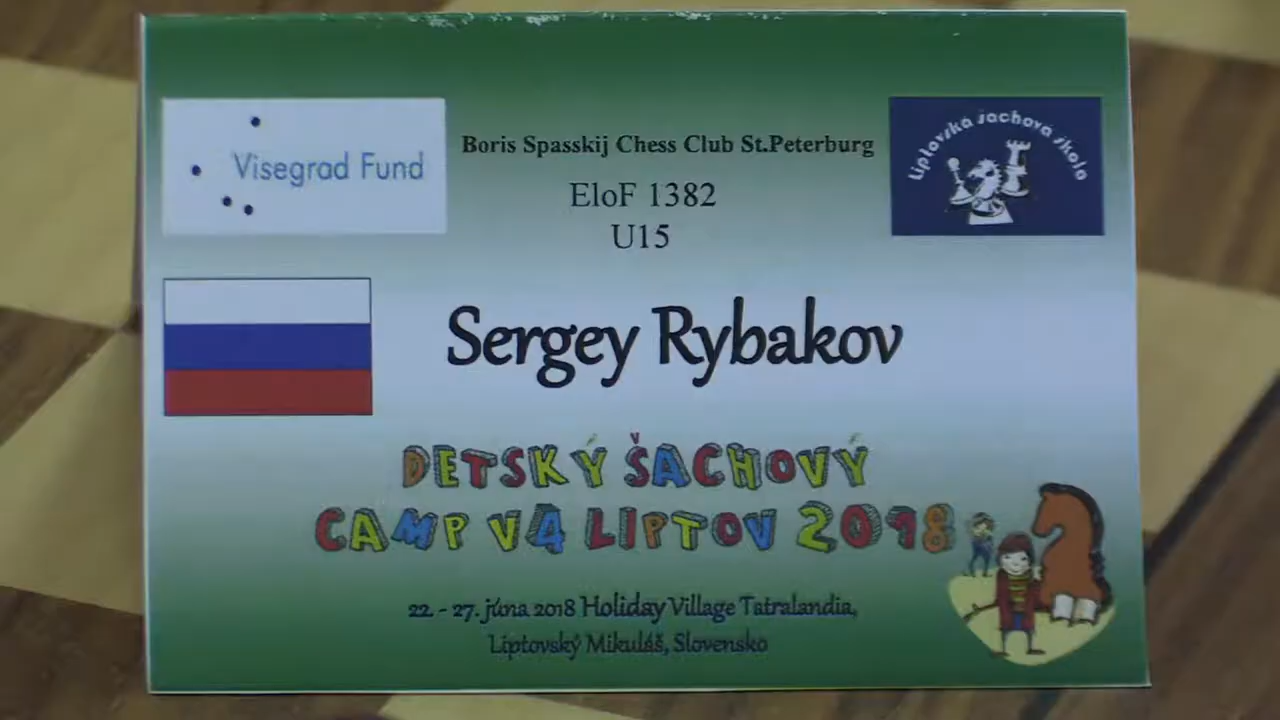 Visegrad Fund
Boris Spasskij Chess Club St.Peterburg
EloF 1382
U15
Liptovská šachová škola
Sergey Rybakov
DETSKÝ ŠACHOVÝ
CAMP V4 LIPTOV 2018
22. - 27. júna 2018 Holiday Village Tatralandia,
Liptovský Mikuláš, Slovensko